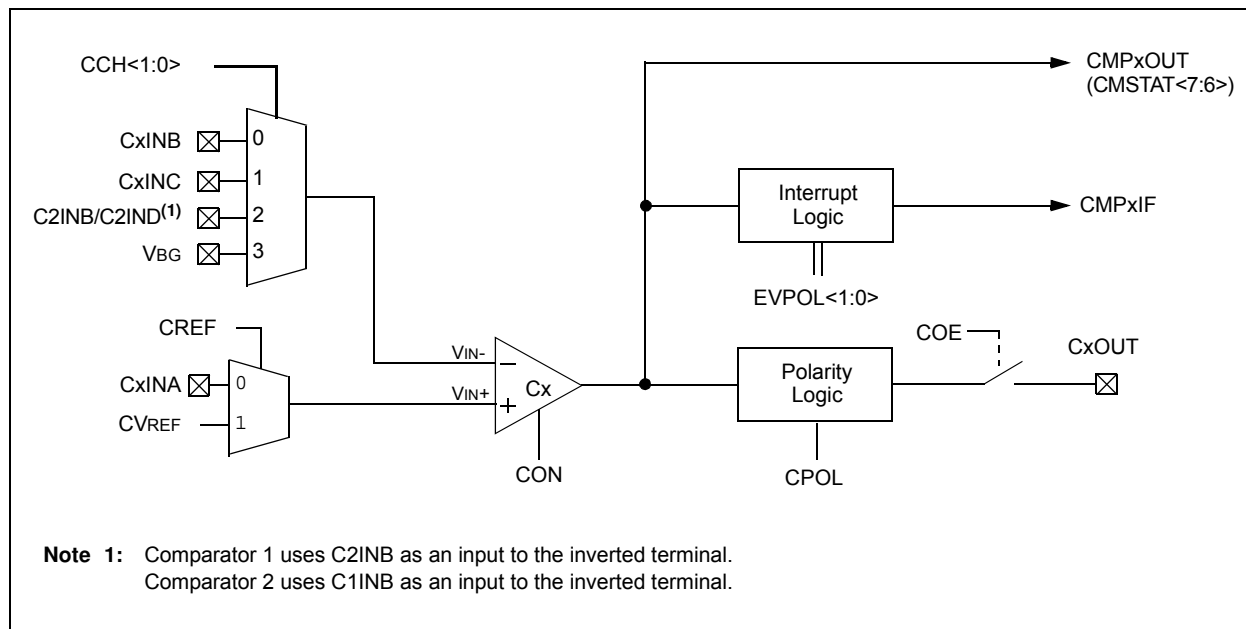 CCH<1:0>
CxINB
0
CxINC
1
C2INB/C2IND(1)
2
VBG
3
CREF
CxINA
0
CVREF
1
VIN-
−
VIN+
+
Cx
CON
CMPxOUT
(CMSTAT<7:6>)
Interrupt
Logic
CMPxIF
EVPOL<1:0>
COE
CxOUT
Polarity
Logic
CPOL
Note 1: Comparator 1 uses C2INB as an input to the inverted terminal.
Comparator 2 uses C1INB as an input to the inverted terminal.